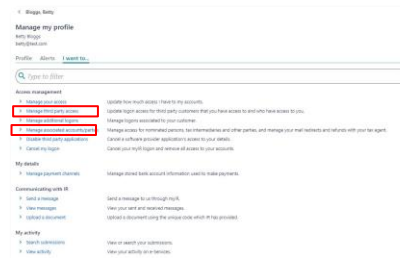 Bloggs, Betty
Manage my profile
Betty Bloggs
betty@test.com
Profile Alerts I want to...
Type to filter
Access management
Manage your access Update how much access I have to my accounts.
Manage third party access Update logon access for third party customers that you have access to and who have access to you.
Manage additional logons Manage logons associated to your customer.
Manage associated accounts/parties Manage access for nominated persons, tax intermediaries and other parties, and manage your mail redirects and refunds with your tax agent.
Disable third party applications Cancel a software provider application's access to your details.
Cancel my logon Cancel your myIR logon and remove all access to your accounts.
My details
Manage payment channels Manage stored bank account information used to make payments.
Communicating with IR
Send a message Send a message to us through myIR.
View messages View your sent and received messages.
Upload a document Upload a document using the unique code which IR has provided.
My activity
Search submissions View or search your submissions.
View activity View my activity on e-Services.